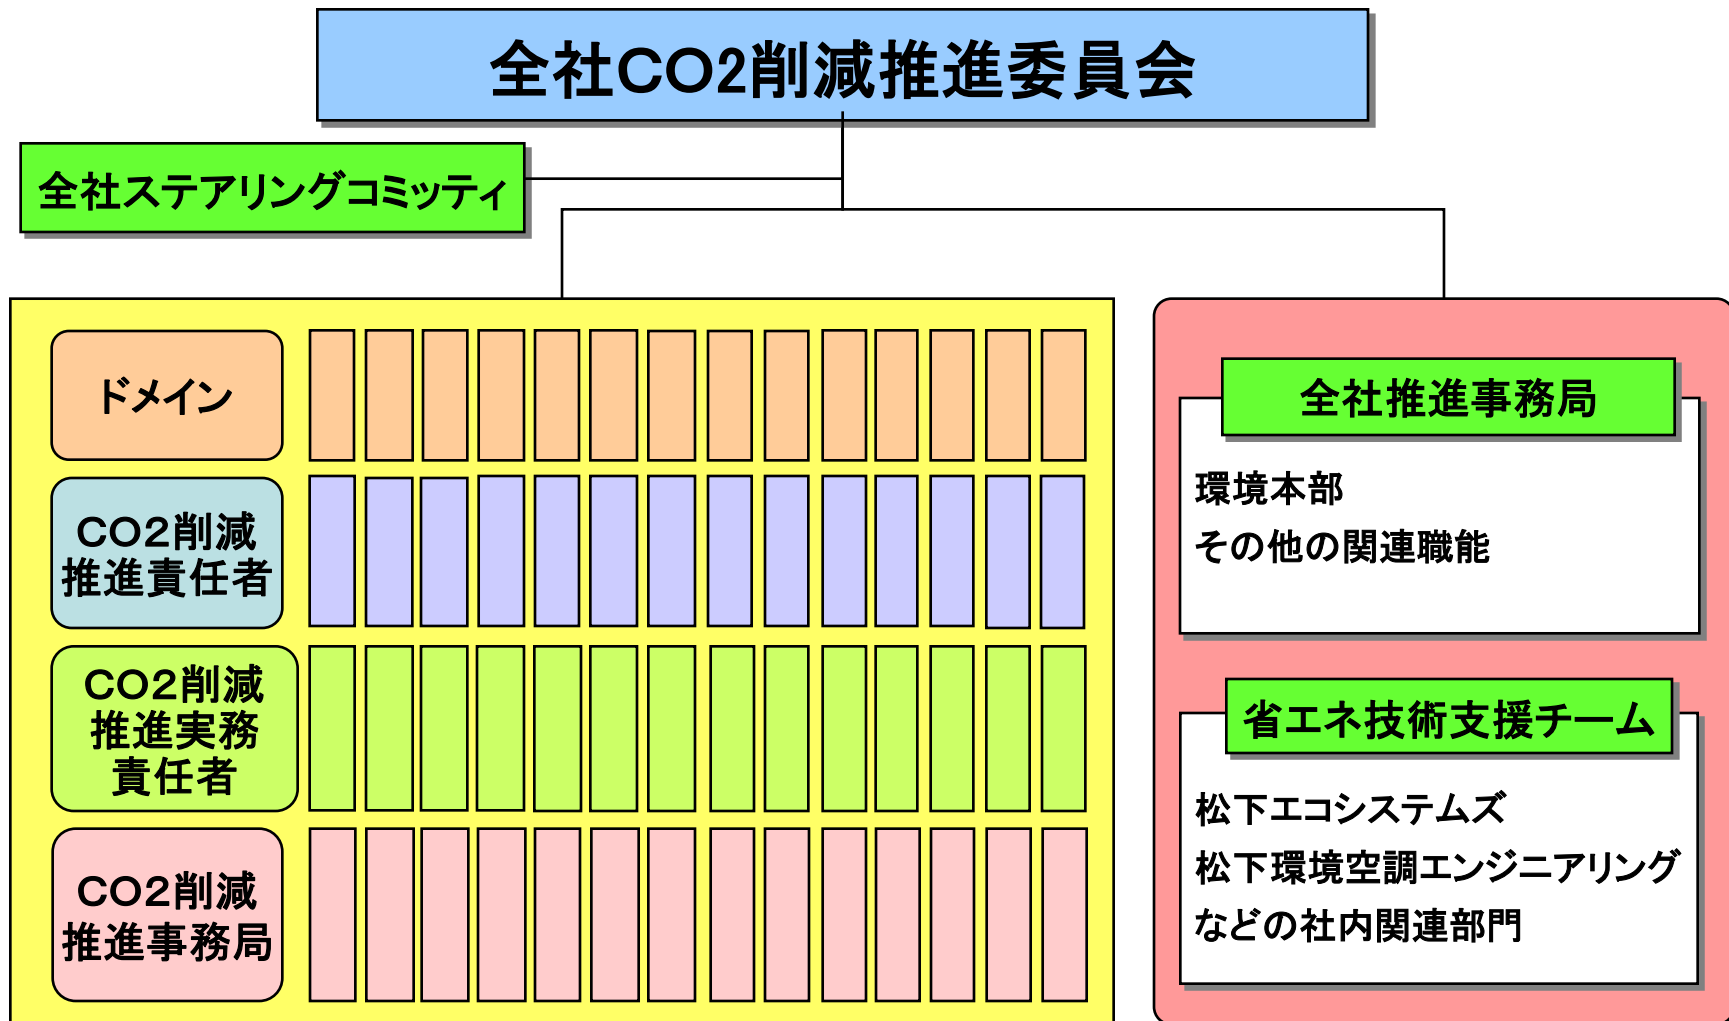 全社CO2削減推進委員会
全社ステアリングコミッティ
ドメイン
CO2削減
推進責任者
CO2削減
推進実務
責任者
CO2削減
推進事務局
全社推進事務局
環境本部
その他の関連職能
省エネ技術支援チーム
松下エコシステムズ
松下環境空調エンジニアリング
などの社内関連部門